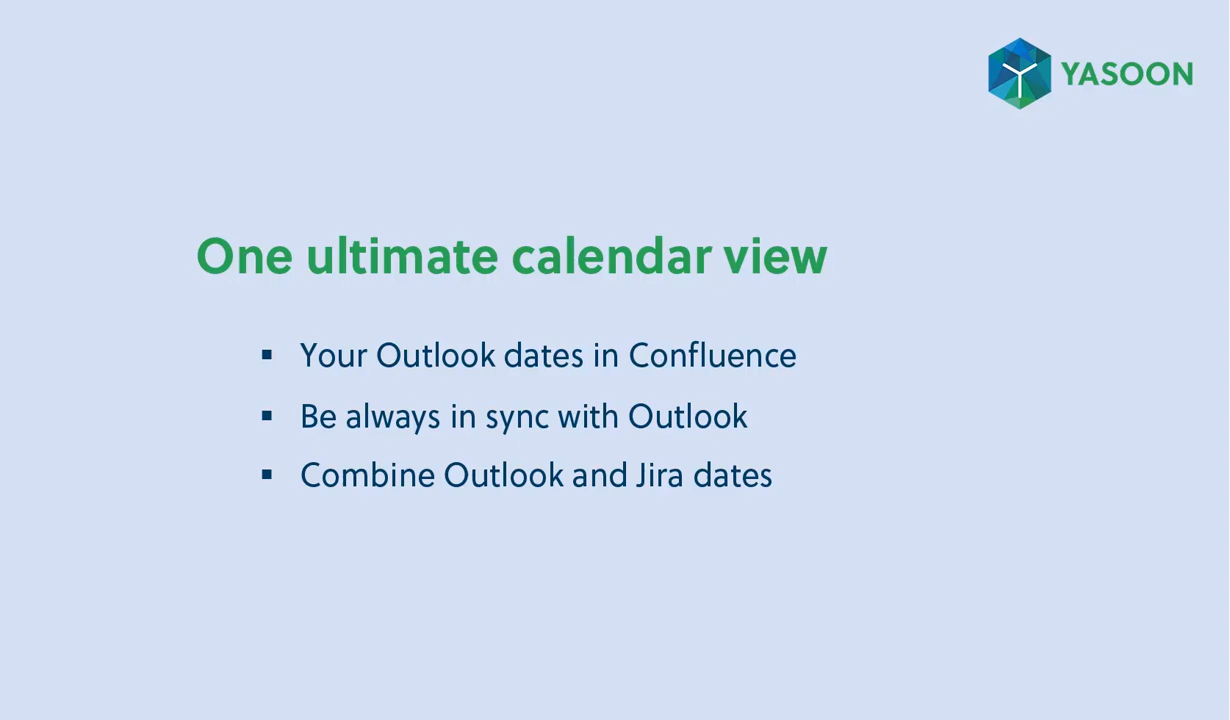 YASOON
One ultimate calendar view
▪ Your Outlook dates in Confluence
▪ Be always in sync with Outlook
▪ Combine Outlook and Jira dates